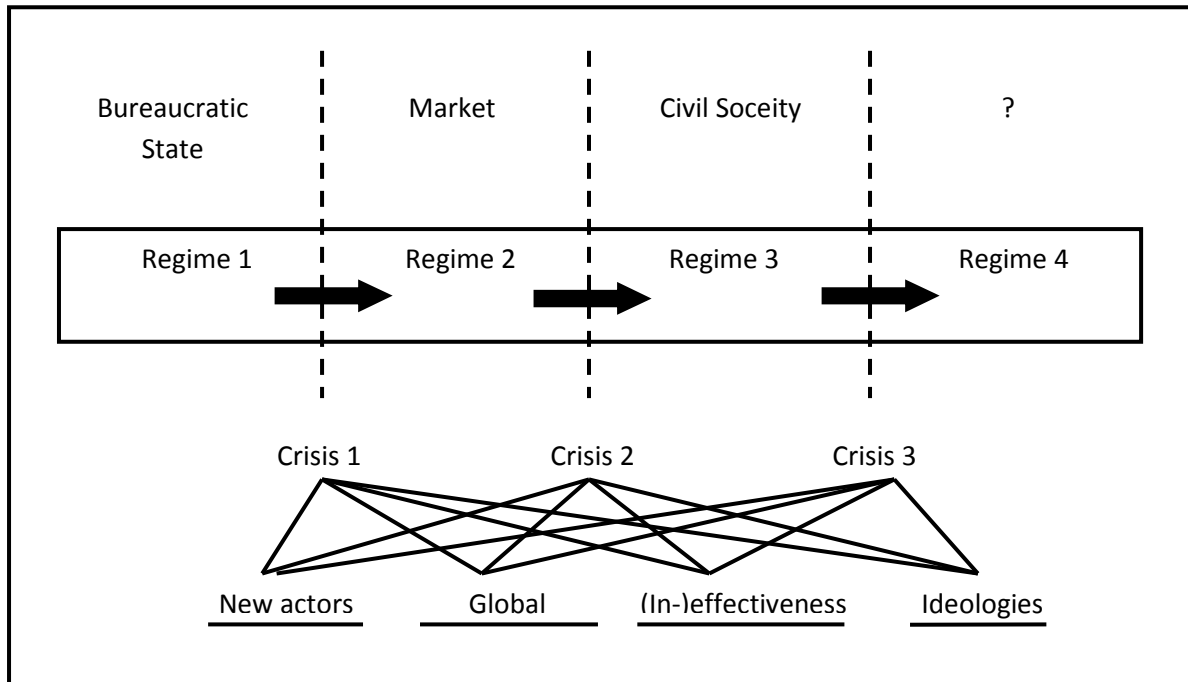 Bureaucratic Market Civil Soceity ?
State
Regime 1 Regime 2 Regime 3 Regime 4
Crisis 1 Crisis 2 Crisis 3
New actors Global (In-)effectiveness Ideologies